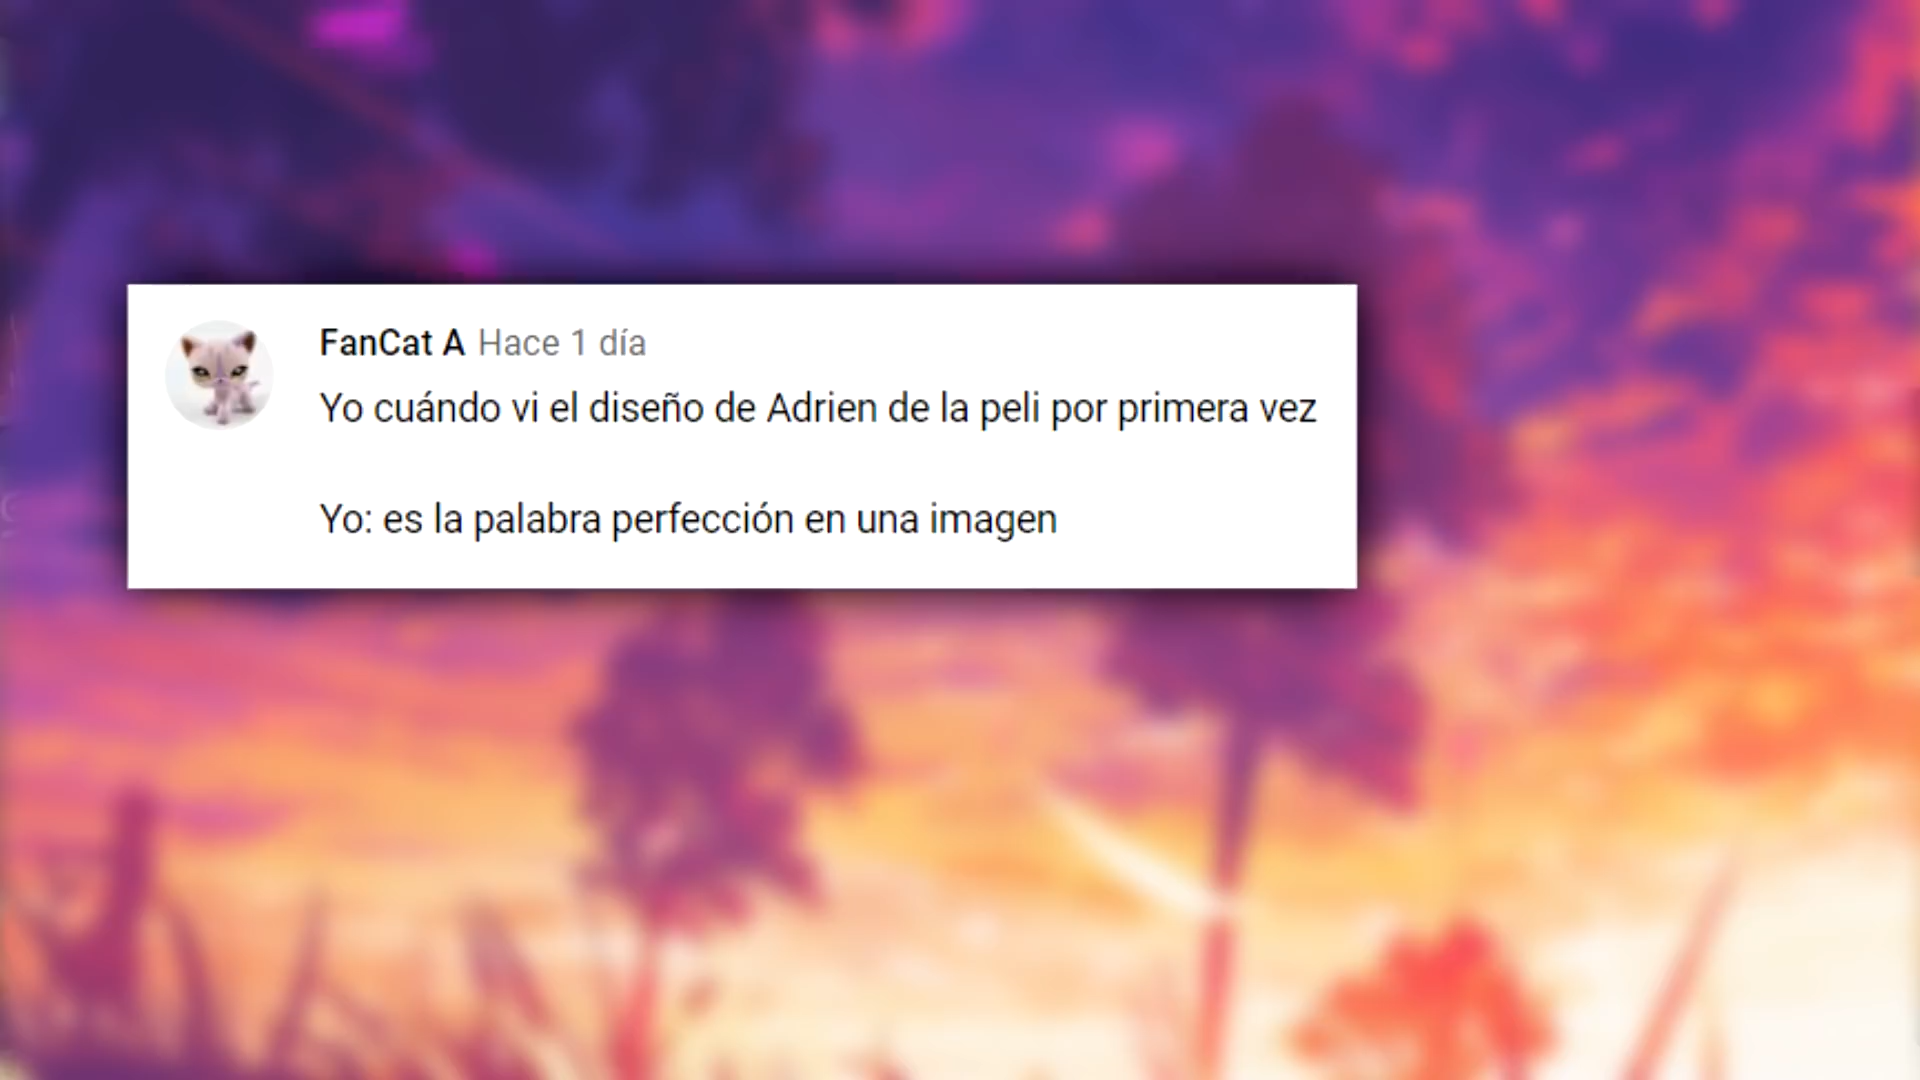 FanCat A Hace 1 día
Yo cuándo vi el diseño de Adrien de la peli por primera vez
Yo: es la palabra perfección en una imagen